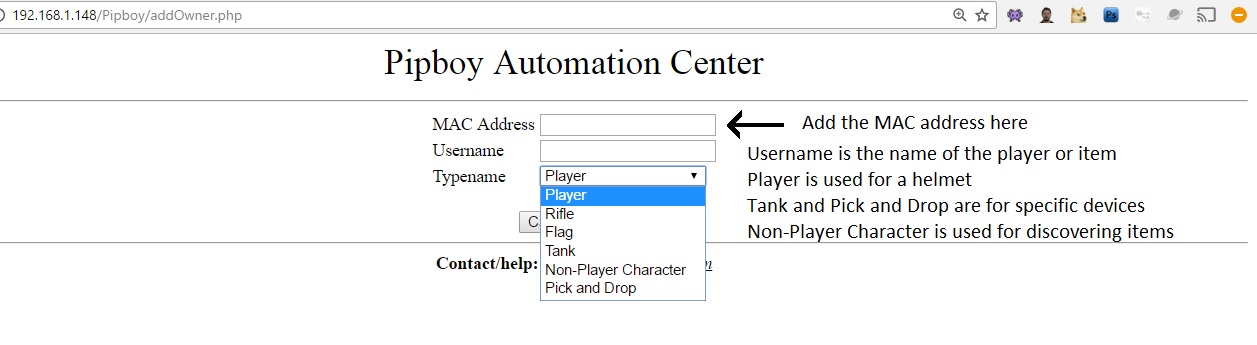 192.168.1.148/Pipboy/addOwner.php
Pipboy Automation Center
MAC Address
Add the MAC address here
Username
Username is the name of the player or item
Typename
Player
Player is used for a helmet
Player
Rifle
Tank and Pick and Drop are for specific devices
Flag
Non-Player Character is used for discovering items
Tank
Contact/help:
Non-Player Character
Pick and Drop